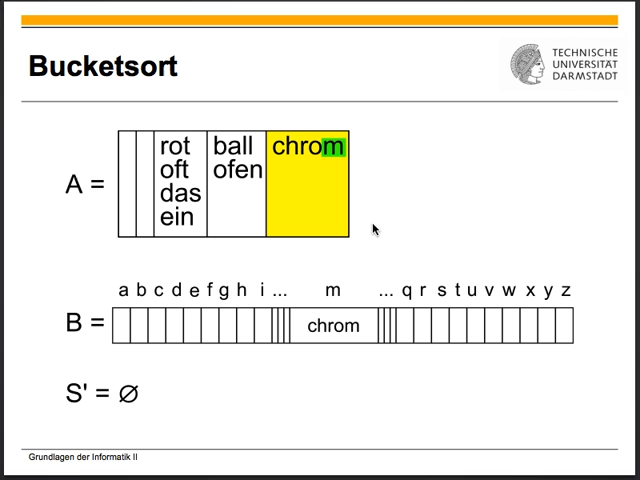 Bucketsort
TECHNISCHE
UNIVERSITÄT
DARMSTADT
A =
rot
oft
das
ein
ball
ofen
chrom
a b c d e f g h i ... m ... q r s t u v w x y z
B =
chrom
S' = ∅
Grundlagen der Informatik II